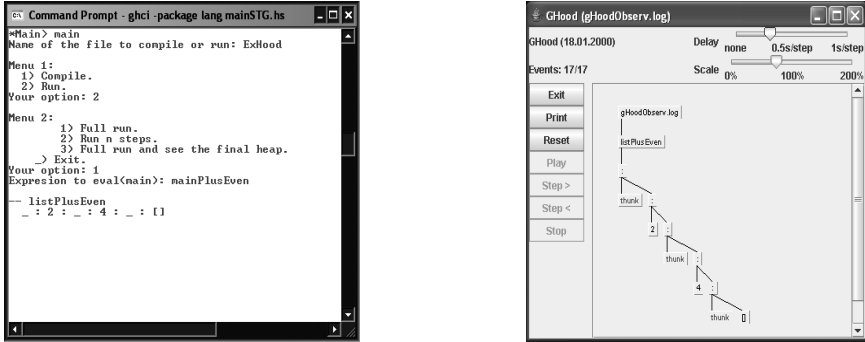 Command Prompt - ghci -package lang mainSTG.hs
*Main> main
Name of the file to compile or run: ExHood
Menu 1:
1) Compile.
2) Run.
Your option: 2
Menu 2:
1) Full run.
2) Run n steps.
3) Full run and see the final heap.
_) Exit.
Your option: 1
Expresion to eval(main): mainPlusEven
-- listPlusEven
_ : 2 : _ : 4 : _ : []
GHood (gHoodObserv.log)
GHood (18.01.2000)
Delay
none 0.5s/step 1s/step
Events: 17/17
Scale
0% 100% 200%
Exit
Print
Reset
Play
Step >
Step <
Stop
gHoodObserv.log
listPlusEven
:
thunk :
2 :
thunk :
4 :
thunk []